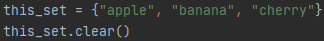 this_set = {"apple", "banana", "cherry"}
this_set.clear()